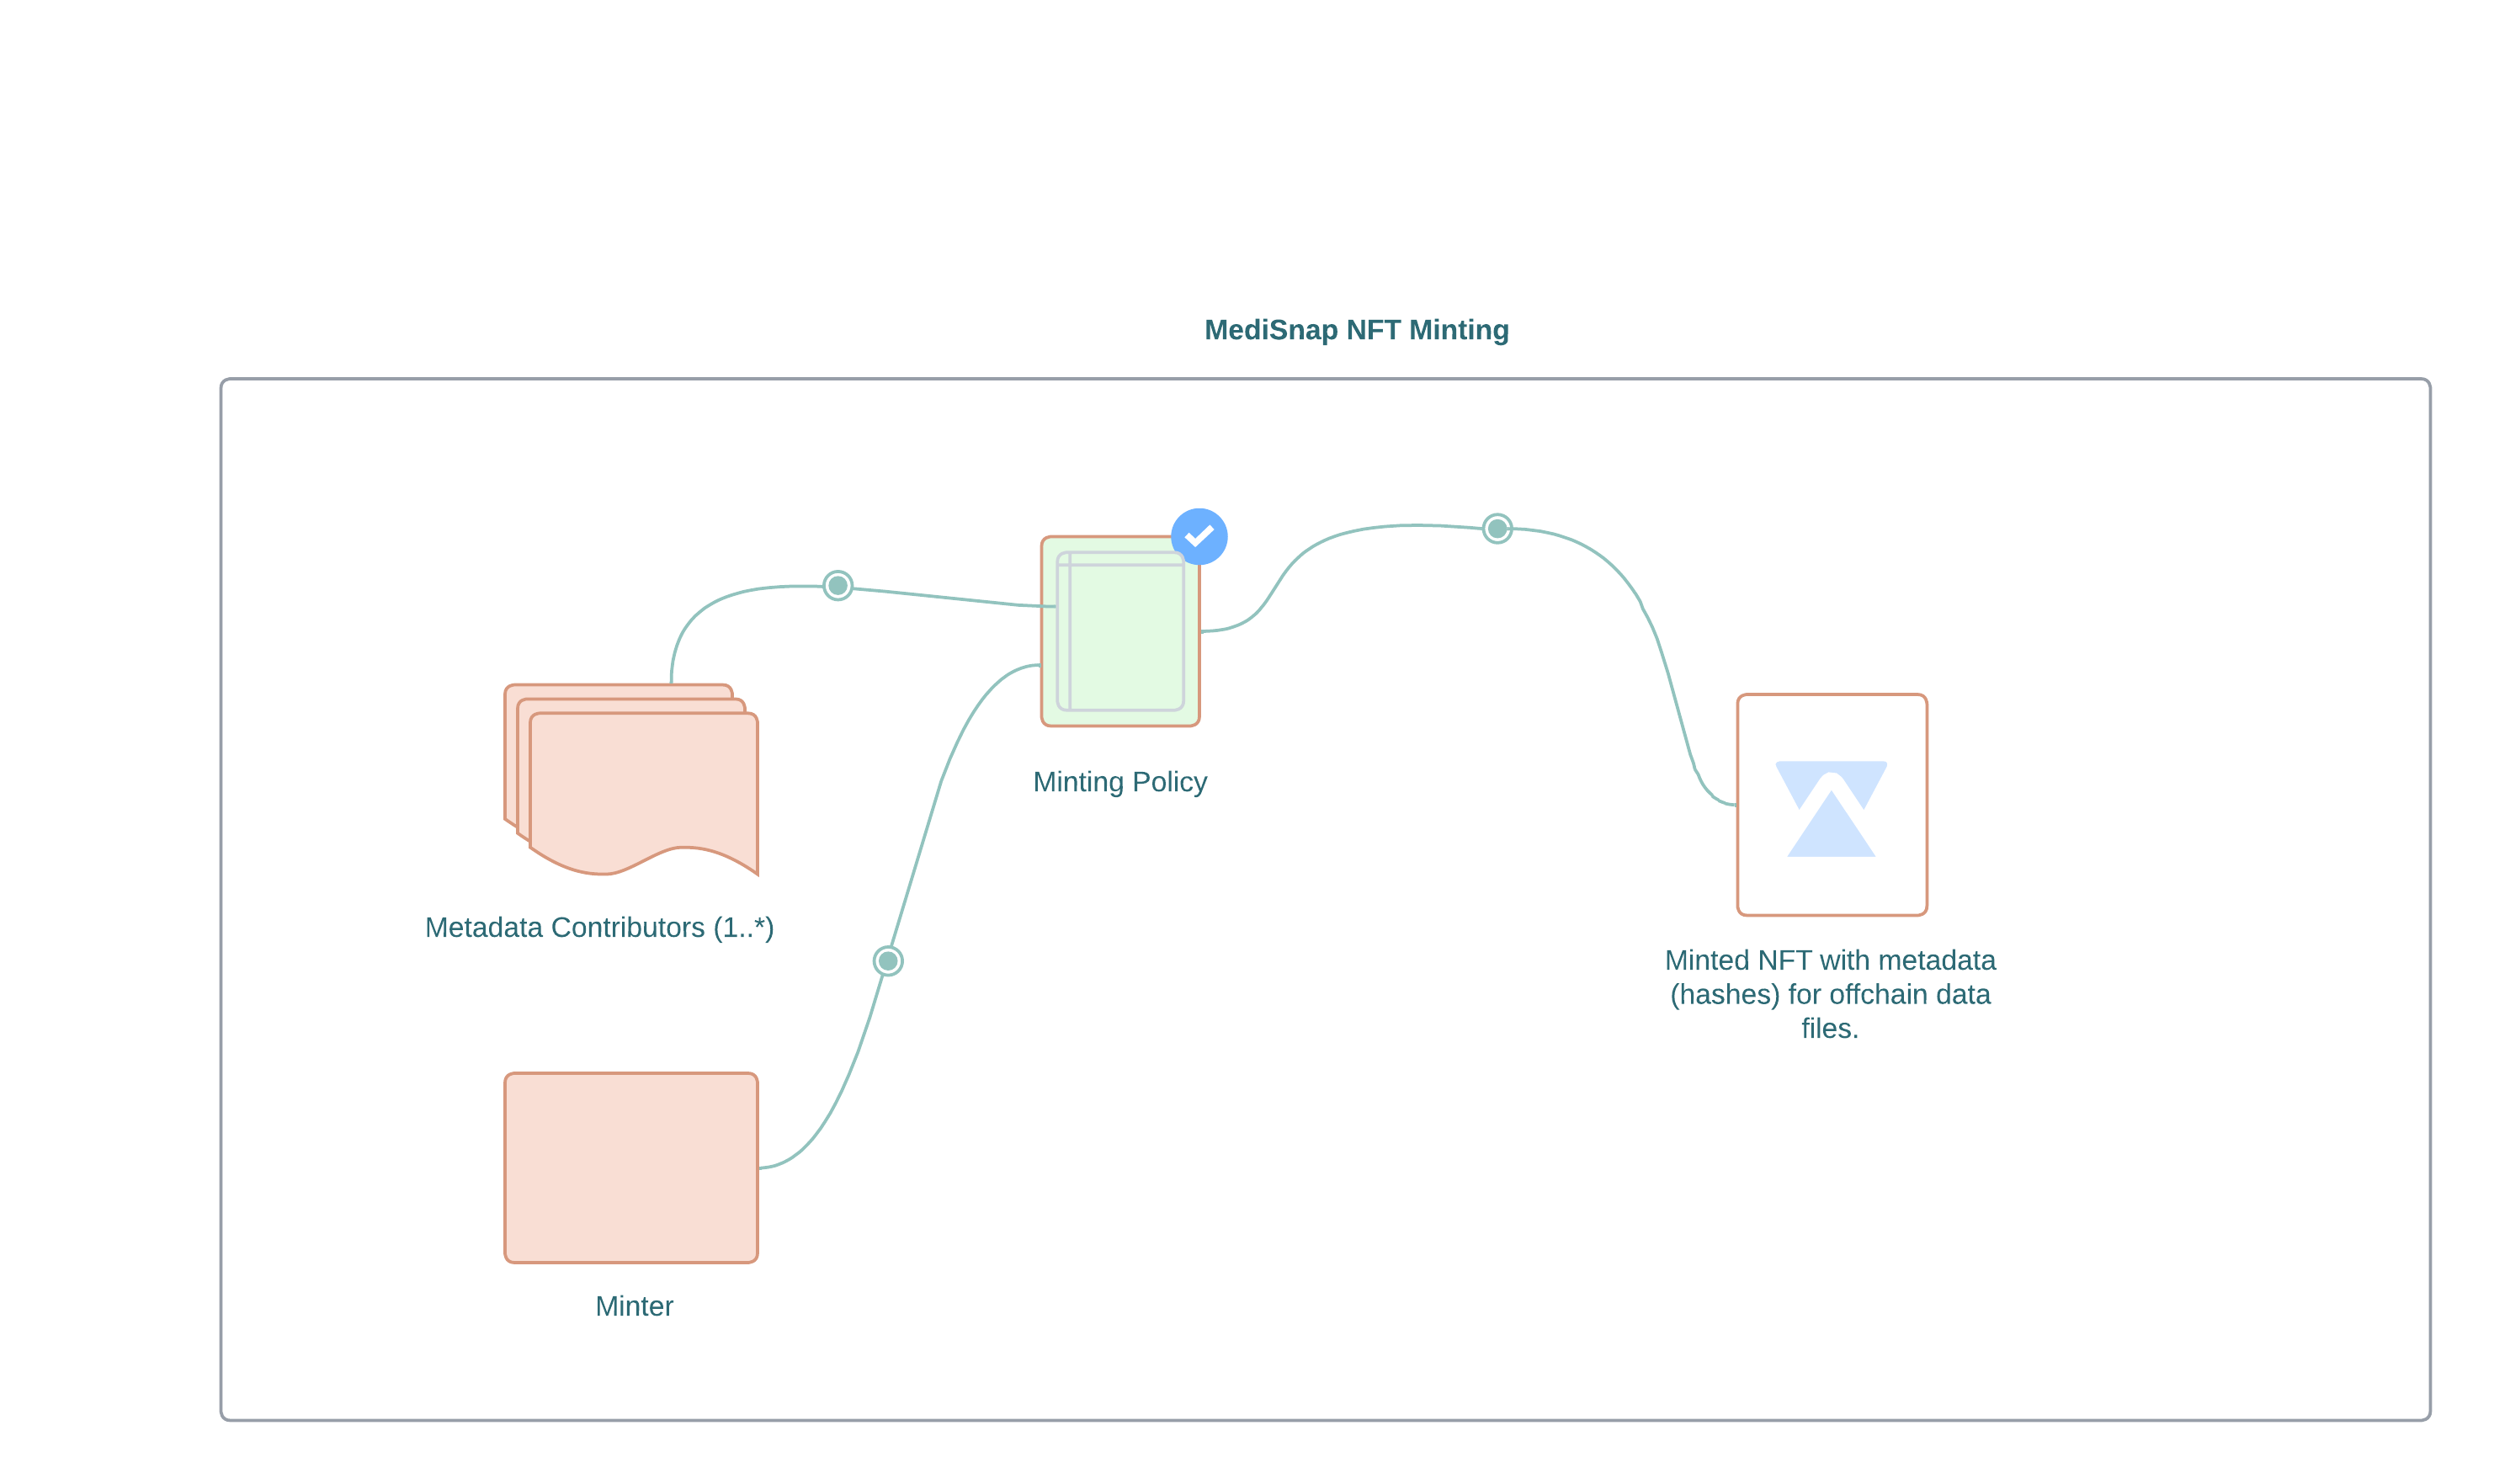 MediSnap NFT Minting
Minting Policy
Metadata Contributors (1..*)
Minted NFT with metadata
(hashes) for offchain data
files.
Minter